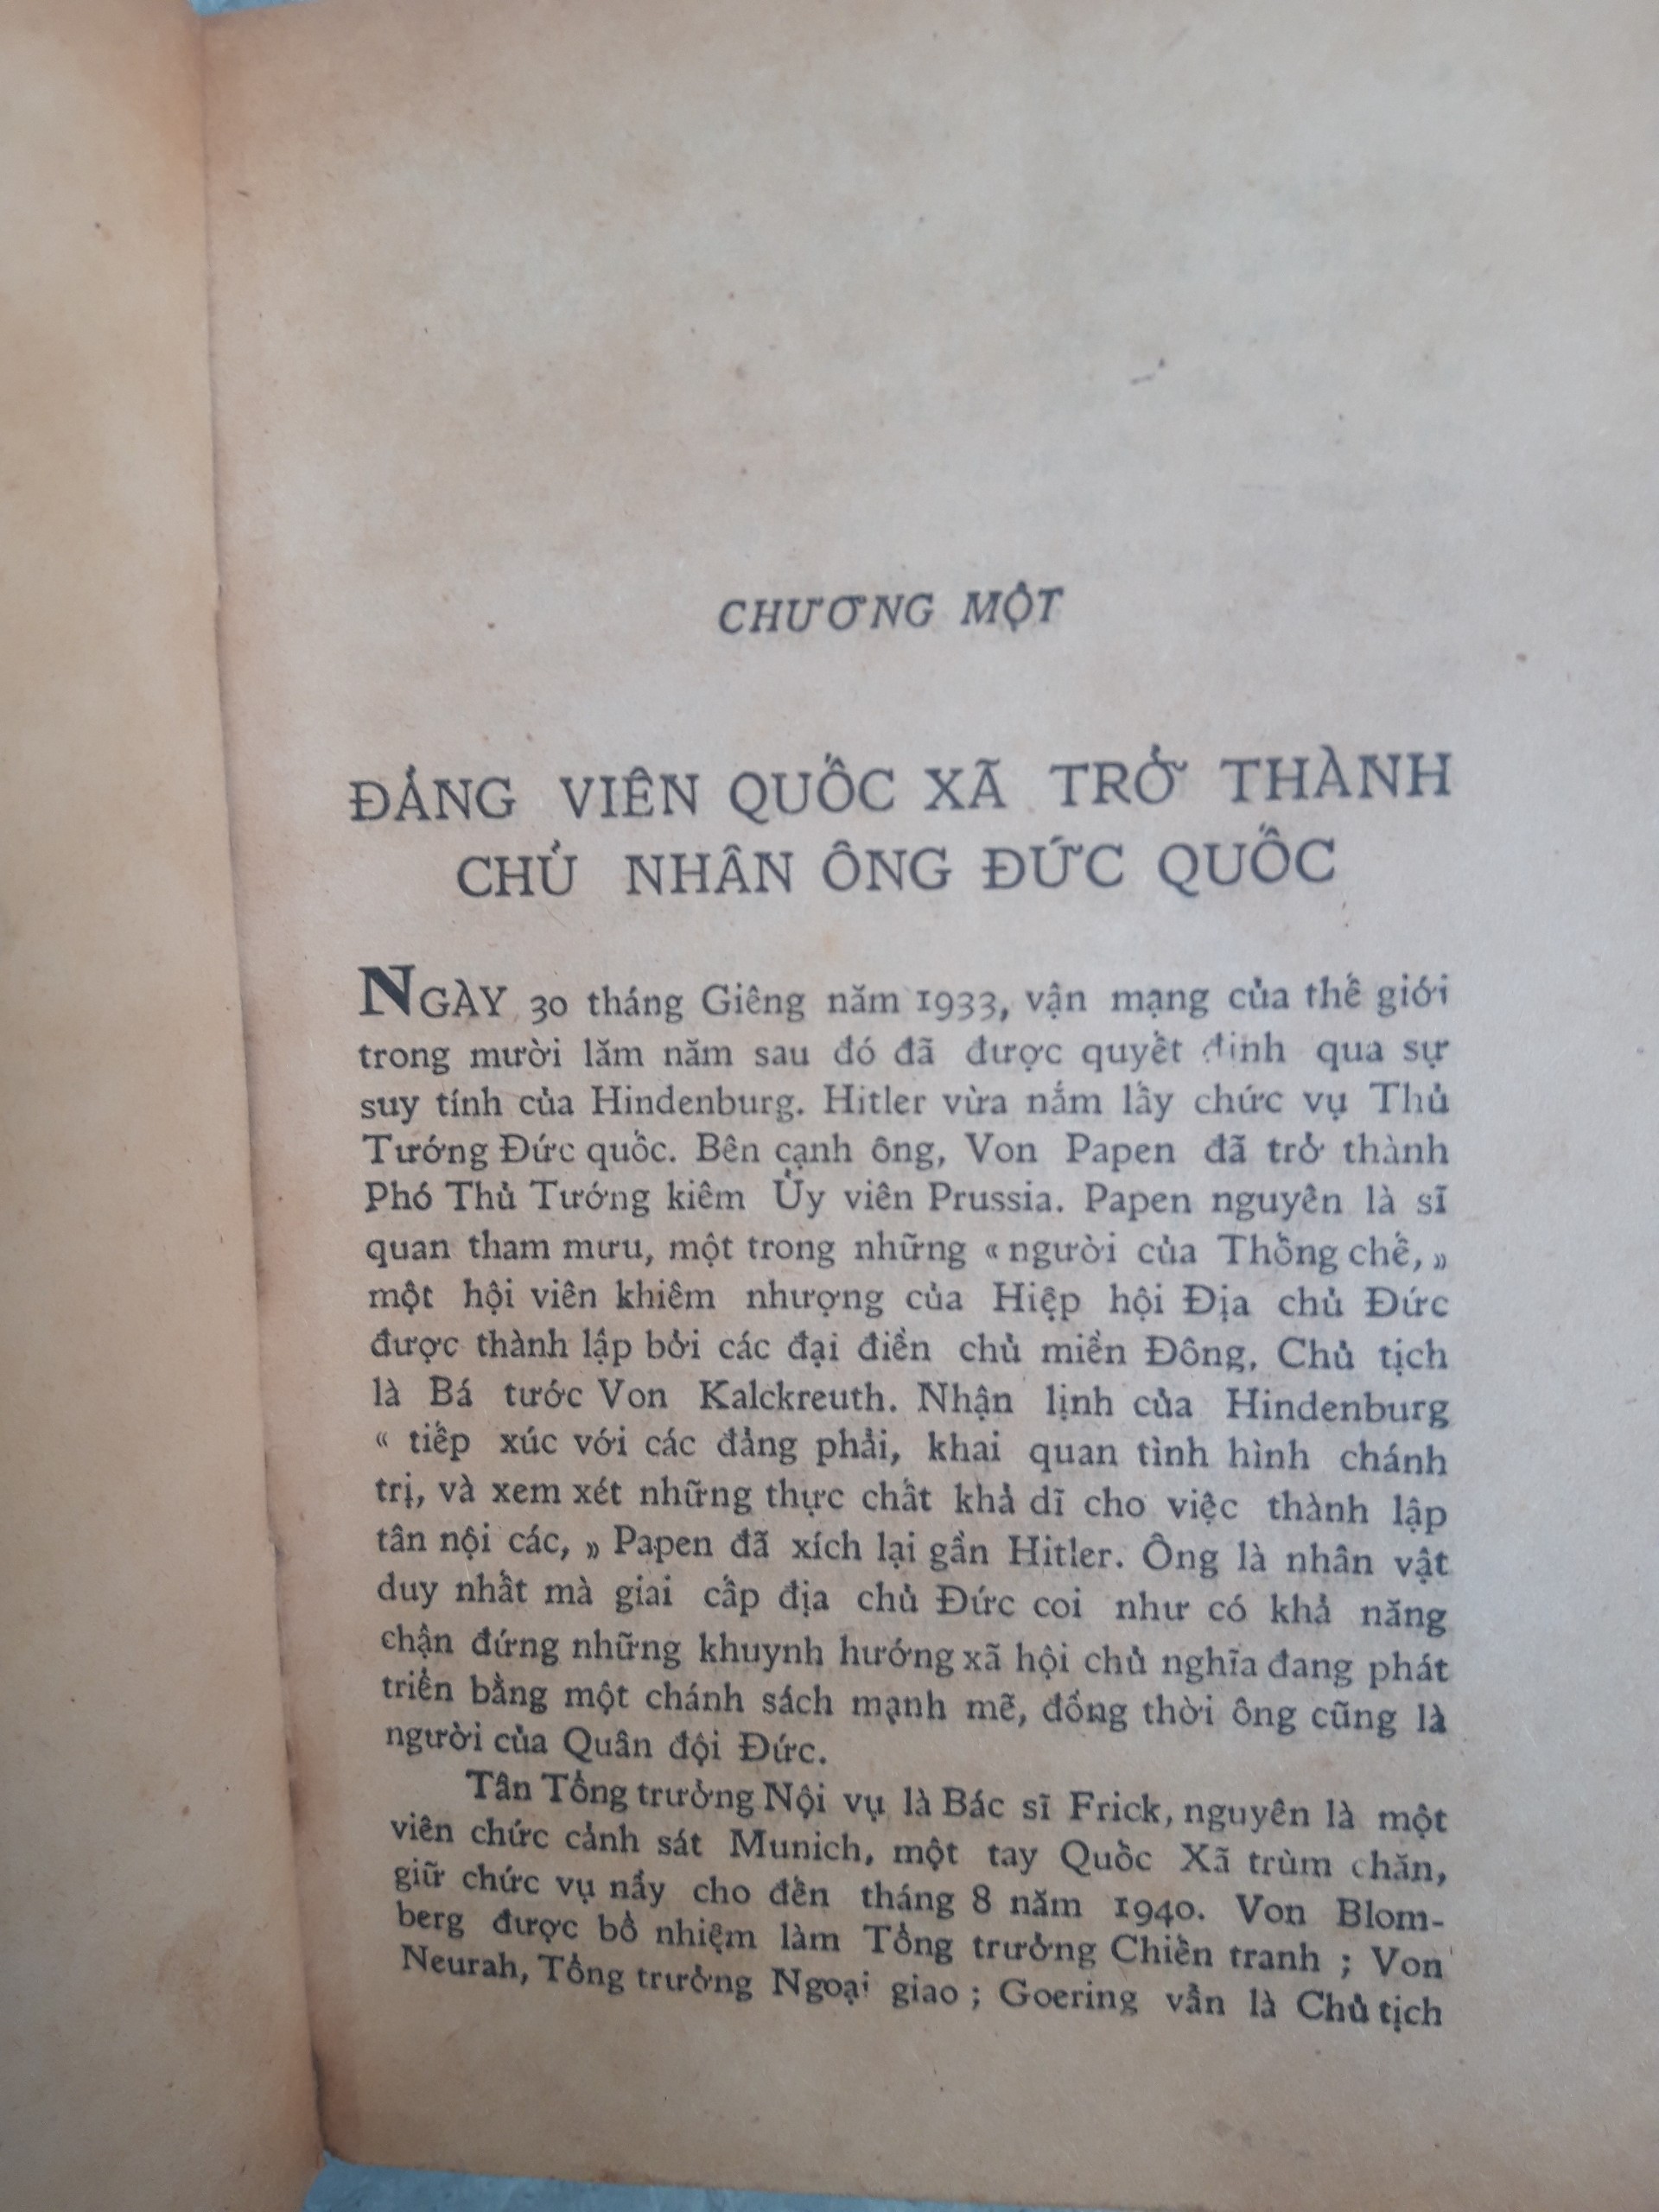 CHƯƠNG MỘT
ĐẢNG VIÊN QUỐC XÃ TRỞ THÀNH
CHỦ NHÂN ÔNG ĐỨC QUỐC
NGÀY 30 tháng Giêng năm 1933, vận mạng của thế giới
trong mười lăm năm sau đó đã được quyết định qua sự
suy tính của Hindenburg. Hitler vừa nắm lấy chức vụ Thủ
Tướng Đức quốc. Bên cạnh ông, Von Papen đã trở thành
Phó Thủ Tướng kiêm Ủy viên Prussia. Papen nguyên là sĩ
quan tham mưu, một trong những « người của Thống chế, »
một hội viên khiêm nhượng của Hiệp hội Địa chủ Đức
được thành lập bởi các đại điền chủ miền Đông, Chủ tịch
là Bá tước Von Kalckreuth. Nhận lịnh của Hindenburg
« tiếp xúc với các đảng phái, khai quan tình hình chánh
trị, và xem xét những thực chất khả dĩ cho việc thành lập
tân nội các, » Papen đã xích lại gần Hitler. Ông là nhân vật
duy nhất mà giai cấp địa chủ Đức coi như có khả năng
chận đứng những khuynh hướng xã hội chủ nghĩa đang phát
triển bằng một chánh sách mạnh mẽ, đồng thời ông cũng là
người của Quân đội Đức.
Tân Tổng trưởng Nội vụ là Bác sĩ Frick, nguyên là một
viên chức cảnh sát Munich, một tay Quốc Xã trùm chăn,
giữ chức vụ nầy cho đến tháng 8 năm 1940. Von Blom-
berg được bổ nhiệm làm Tổng trưởng Chiến tranh ; Von
Neurah, Tổng trưởng Ngoại giao ; Goering vẫn là Chủ tịch